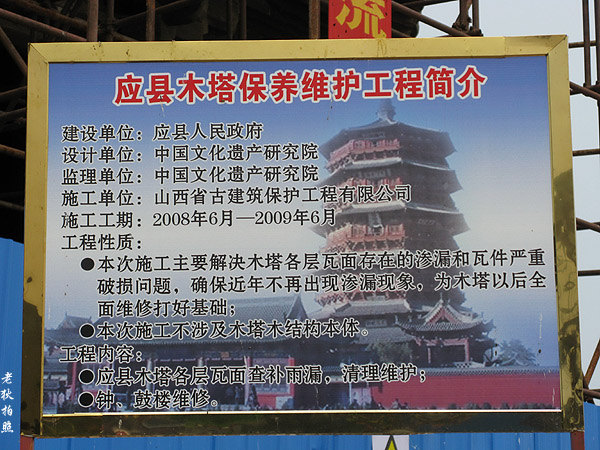 流
应县木塔保养维护工程简介
建设单位：应县人民政府
设计单位：中国文化遗产研究院
监理单位：中国文化遗产研究院
施工单位：山西省古建筑保护工程有限公司
施工工期：2008年6月—2009年6月
工程性质：
●本次施工主要解决木塔各层瓦面存在的渗漏和瓦件严重
破损问题，确保近年不再出现渗漏现象，为木塔以后全
面维修打好基础；
●本次施工不涉及木塔木结构本体。
工程内容：
●应县木塔各层瓦面查补雨漏，清理维护；
●钟、鼓楼维修。
老狄拍照